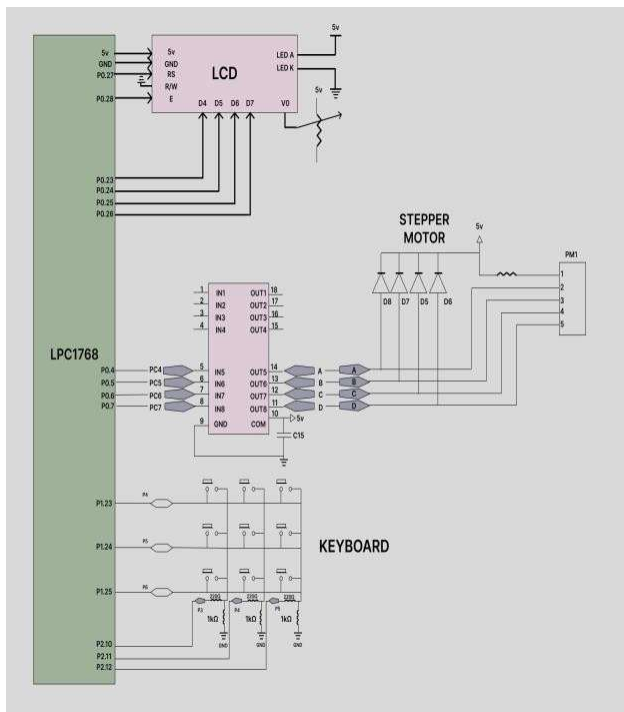 LPC1768
5v
GND
P0.27
P0.28
P0.23
P0.24
P0.25
P0.26
5v
GND
RS
R/W
E
LCD
D4 D5 D6 D7
LED A
LED K
V0
5v
5v
STEPPER
MOTOR
5v
PM1
1
2
3
4
5
D8 D7 D5 D6
1 IN1 OUT1 18
2 IN2 OUT2 17
3 IN3 OUT3 16
4 IN4 OUT4 15
P0.4 PC4 5 IN5 OUT5 14 A A
P0.5 PC5 6 IN6 OUT6 13 B B
P0.6 PC6 7 IN7 OUT7 12 C C
P0.7 PC7 8 IN8 OUT8 11 D D
9 GND COM 10 5v
C15
P1.23 P4
P1.24 P5
P1.25 P6
KEYBOARD
P3 220Ω P4 220Ω P5 220Ω
1kΩ 1kΩ 1kΩ
GND GND GND
P2.10
P2.11
P2.12